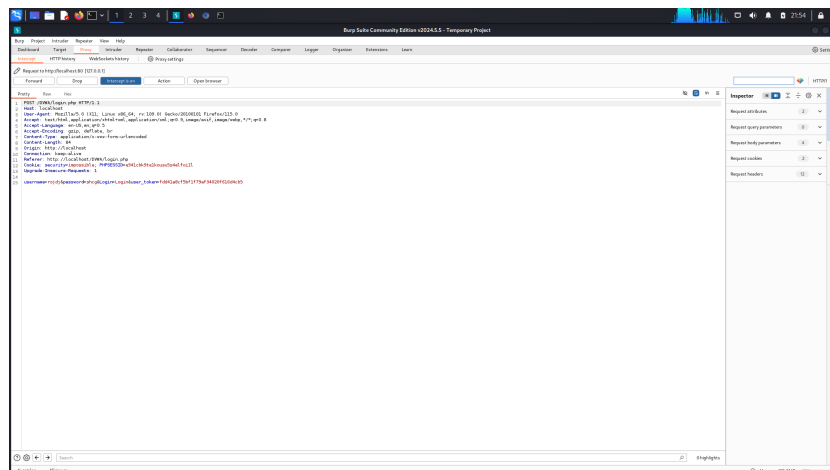 1 2 3 4
21:54
Burp Suite Community Edition v2024.5.5 - Temporary Project
Burp Project Intruder Repeater View Help
Dashboard Target Proxy Intruder Repeater Collaborator Sequencer Decoder Comparer Logger Organizer Extensions Learn
Intercept HTTP history WebSockets history Proxy settings
Request to http://localhost:80 [127.0.0.1]
Forward Drop Intercept is on Action Open browser
Pretty Raw Hex
1 POST /DVWA/login.php HTTP/1.1
2 Host: localhost
3 User-Agent: Mozilla/5.0 (X11; Linux x86_64; rv:109.0) Gecko/20100101 Firefox/115.0
4 Accept: text/html,application/xhtml+xml,application/xml;q=0.9,image/avif,image/webp,*/*;q=0.8
5 Accept-Language: en-US,en;q=0.5
6 Accept-Encoding: gzip, deflate, br
7 Content-Type: application/x-www-form-urlencoded
8 Content-Length: 84
9 Origin: http://localhost
10 Connection: keep-alive
11 Referer: http://localhost/DVWA/login.php
12 Cookie: security=impossible;
13 Upgrade-Insecure-Requests: 1
14
15
Inspector
Request attributes 2
Request query parameters 0
Request body parameters 4
Request cookies 2
Request headers 12
Search
0 highlights